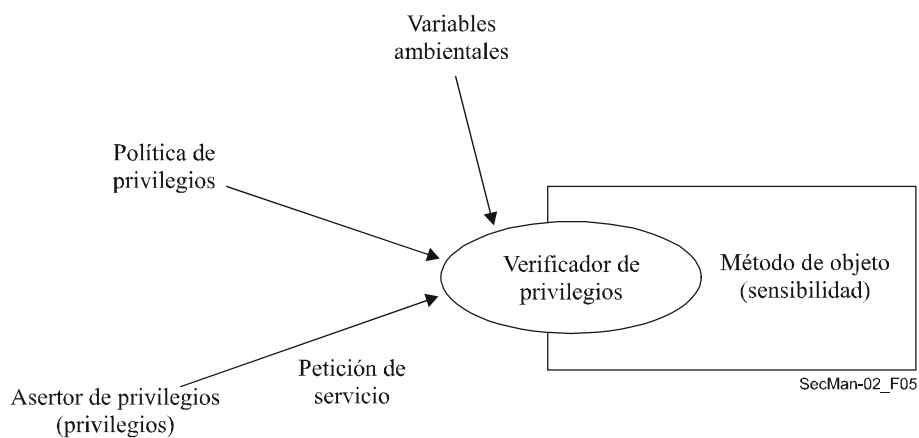 Variables
ambientales
Política de
privilegios
Verificador de
privilegios
Método de objeto
(sensibilidad)
Petición de
servicio
Asertor de privilegios
(privilegios)
SecMan-02_F05